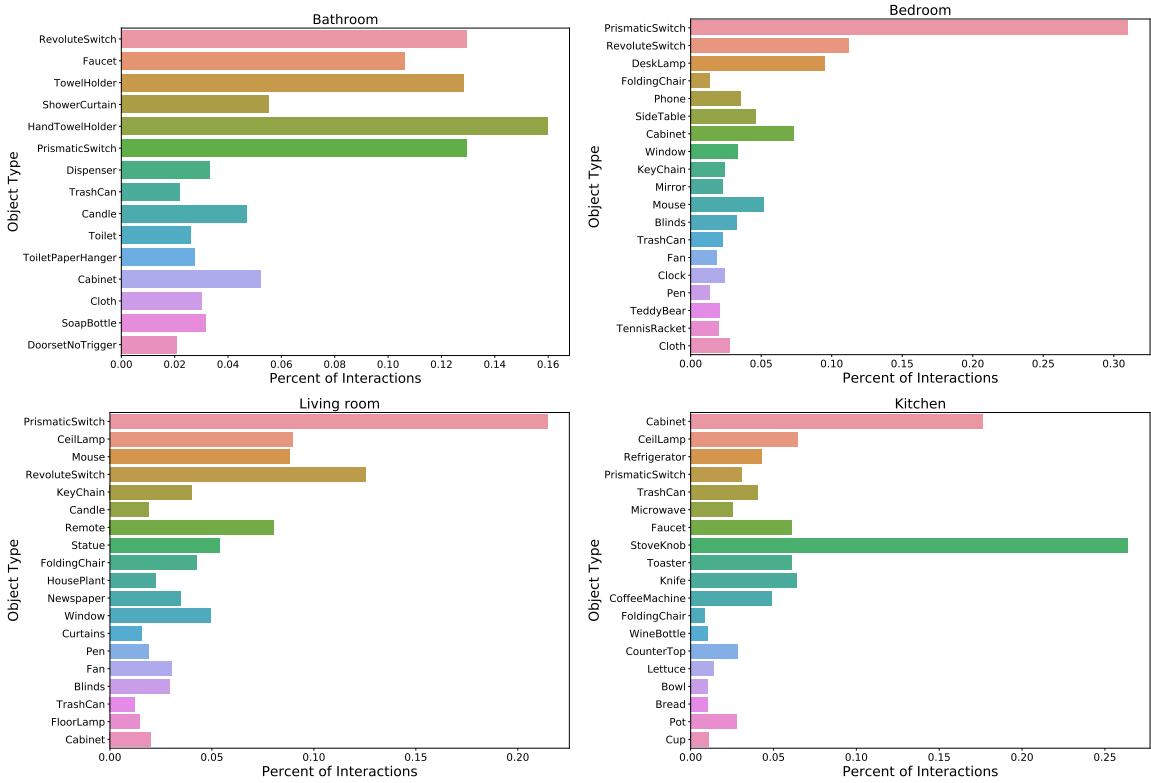 Bathroom
Object Type
RevoluteSwitch
Faucet
TowelHolder
ShowerCurtain
HandTowelHolder
PrismaticSwitch
Dispenser
TrashCan
Candle
Toilet
ToiletPaperHanger
Cabinet
Cloth
SoapBottle
DoorsetNoTrigger
0.00 0.02 0.04 0.06 0.08 0.10 0.12 0.14 0.16
Percent of Interactions
Bedroom
Object Type
PrismaticSwitch
RevoluteSwitch
DeskLamp
FoldingChair
Phone
SideTable
Cabinet
Window
KeyChain
Mirror
Mouse
Blinds
TrashCan
Fan
Clock
Pen
TeddyBear
TennisRacket
Cloth
0.00 0.05 0.10 0.15 0.20 0.25 0.30
Percent of Interactions
Living room
Object Type
PrismaticSwitch
CeilLamp
Mouse
RevoluteSwitch
KeyChain
Candle
Remote
Statue
FoldingChair
HousePlant
Newspaper
Window
Curtains
Pen
Fan
Blinds
TrashCan
FloorLamp
Cabinet
0.00 0.05 0.10 0.15 0.20
Percent of Interactions
Kitchen
Object Type
Cabinet
CeilLamp
Refrigerator
PrismaticSwitch
TrashCan
Microwave
Faucet
StoveKnob
Toaster
Knife
CoffeeMachine
FoldingChair
WineBottle
CounterTop
Lettuce
Bowl
Bread
Pot
Cup
0.00 0.05 0.10 0.15 0.20 0.25
Percent of Interactions